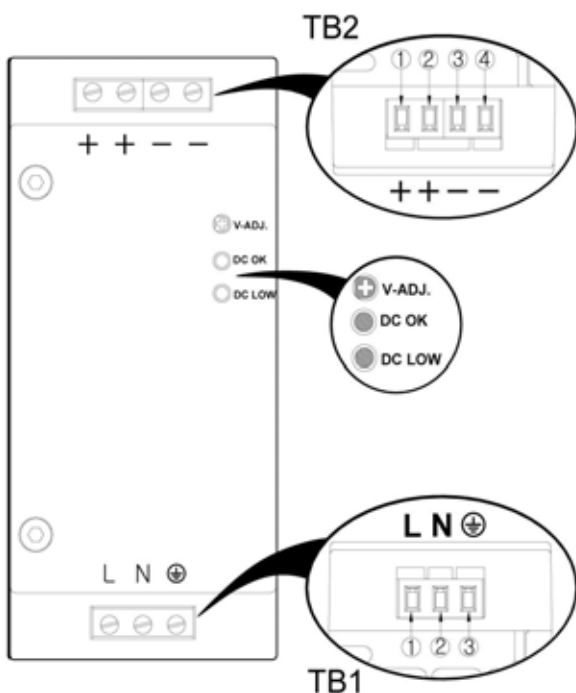 TB2
① ② ③ ④
+ + − −
+ + − −
V-ADJ.
DC OK
DC LOW
V-ADJ.
DC OK
DC LOW
L N ⏚
L N ⏚
① ② ③
TB1